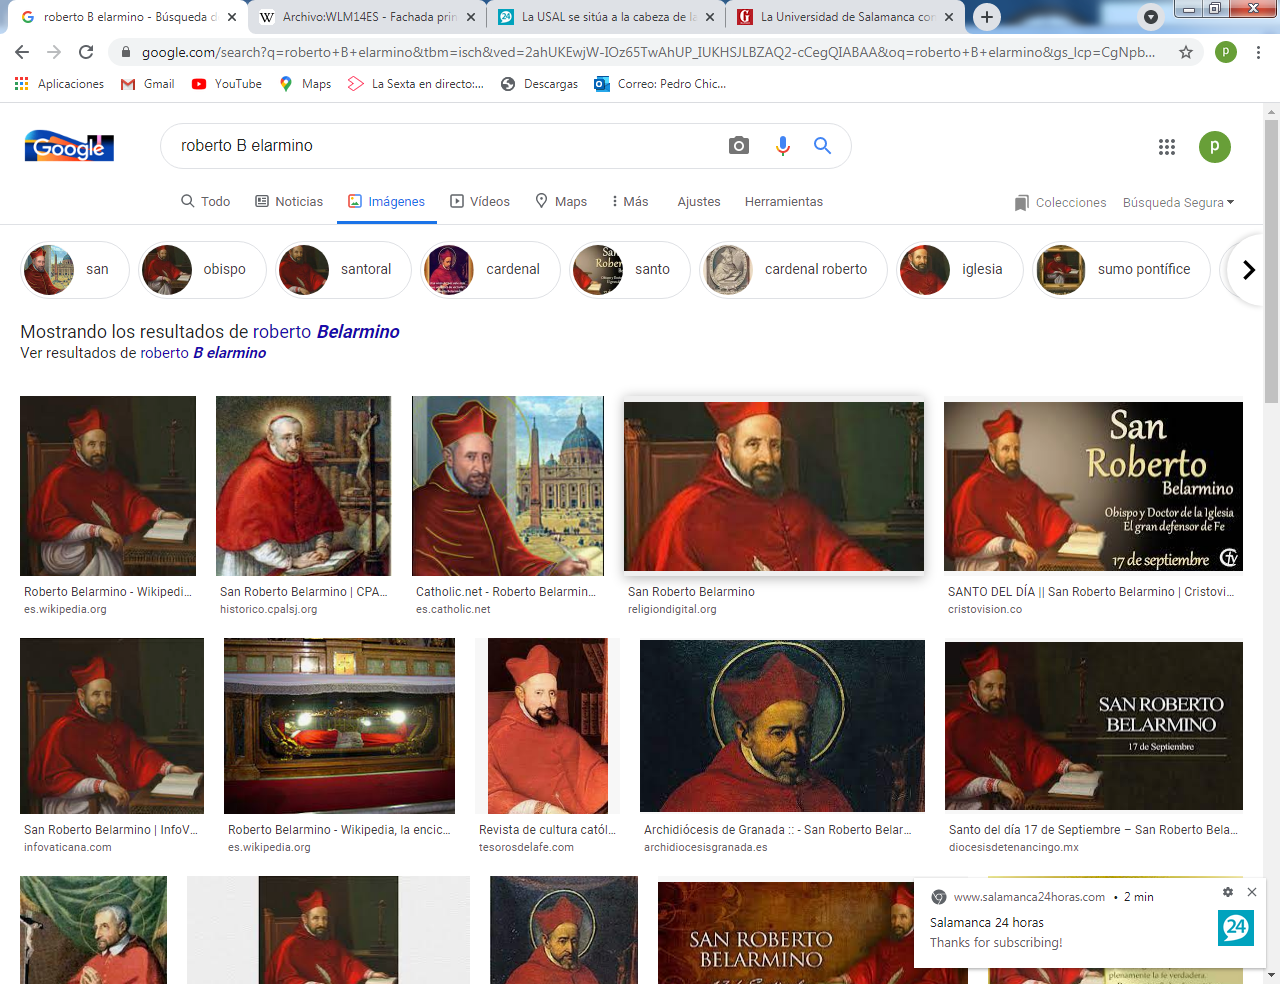 roberto B elarmino - Búsqueda d
Archivo:WLM14ES - Fachada prin
La USAL se sitúa a la cabeza de la
La Universidad de Salamanca con
google.com/search?q=roberto+B+elarmino&tbm=isch&ved=2ahUKEwjW-IOz65TwAhUP_IUKHSJLBZAQ2-cCegQIABAA&oq=roberto+B+elarmino&gs_lcp=CgNpb...
p
Aplicaciones
Gmail
YouTube
Maps
La Sexta en directo:...
Descargas
Correo: Pedro Chic...
Google
roberto B elarmino
p
Todo
Noticias
Imágenes
Vídeos
Maps
Más
Ajustes
Herramientas
Colecciones
Búsqueda Segura
san
obispo
santoral
cardenal
santo
cardenal roberto
iglesia
sumo pontífice
Mostrando los resultados de roberto Belarmino
Ver resultados de roberto B elarmino
San
Roberto
Belarmino
Obispo y Doctor de la Iglesia
El gran defensor de Fe
17 de septiembre
Roberto Belarmino - Wikipedi...
es.wikipedia.org
San Roberto Belarmino | CPA...
historico.cpalsj.org
Catholic.net - Roberto Belarmin...
es.catholic.net
San Roberto Belarmino
religiondigital.org
SANTO DEL DÍA || San Roberto Belarmino | Cristovi...
cristovision.co
SAN ROBERTO
BELARMINO
17 de Septiembre
San Roberto Belarmino | InfoV...
infovaticana.com
Roberto Belarmino - Wikipedia, la encic...
es.wikipedia.org
Revista de cultura catól...
tesorosdelafe.com
Archidiócesis de Granada :: - San Roberto Belar...
archidiocesisgranada.es
Santo del día 17 de Septiembre – San Roberto Bela...
diocesisdetenancingo.mx
SAN ROBERTO
BELARMINO
www.salamanca24horas.com • 2 min
Salamanca 24 horas
Thanks for subscribing!
24
plenamente la fe verdadera.